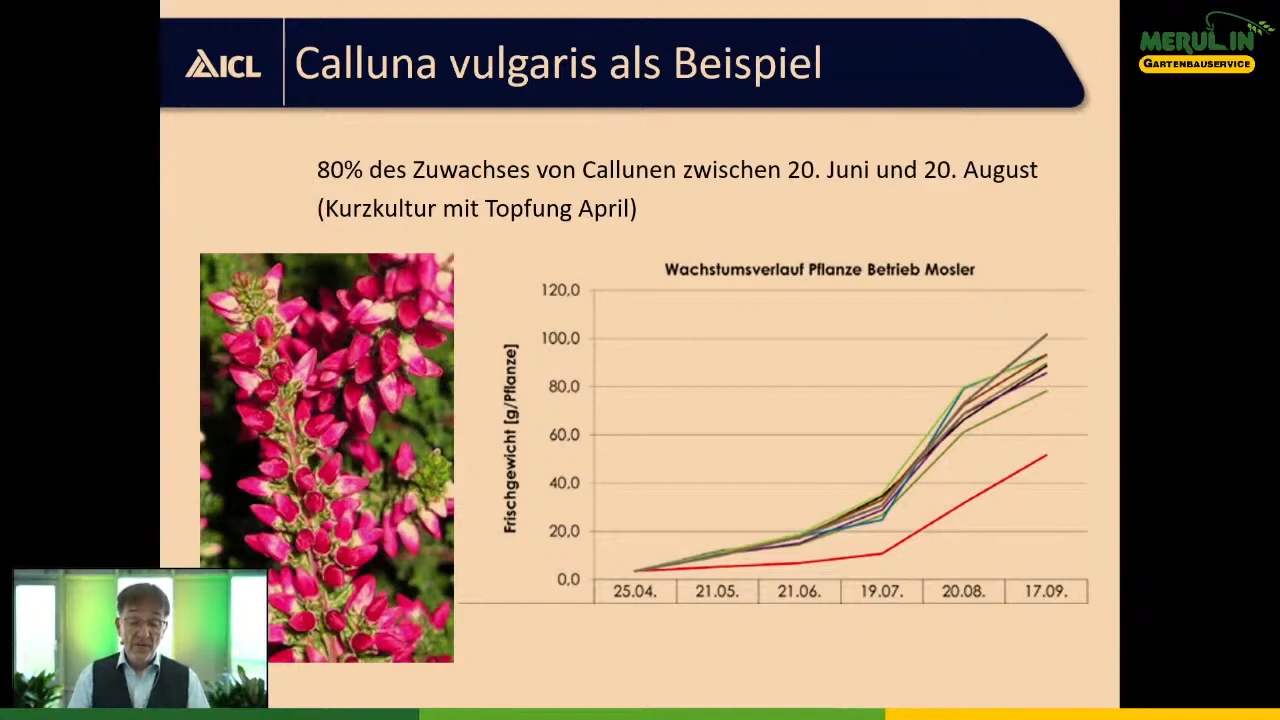 ICL
Calluna vulgaris als Beispiel
MERUL.IN
GARTENBAUSERVICE
80% des Zuwachses von Callunen zwischen 20. Juni und 20. August
(Kurzkultur mit Topfung April)
Wachstumsverlauf Pflanze Betrieb Mosler
Frischgewicht [g/Pflanze]
120,0
100,0
80,0
60,0
40,0
20,0
0,0
25.04. 21.05. 21.06. 19.07. 20.08. 17.09.